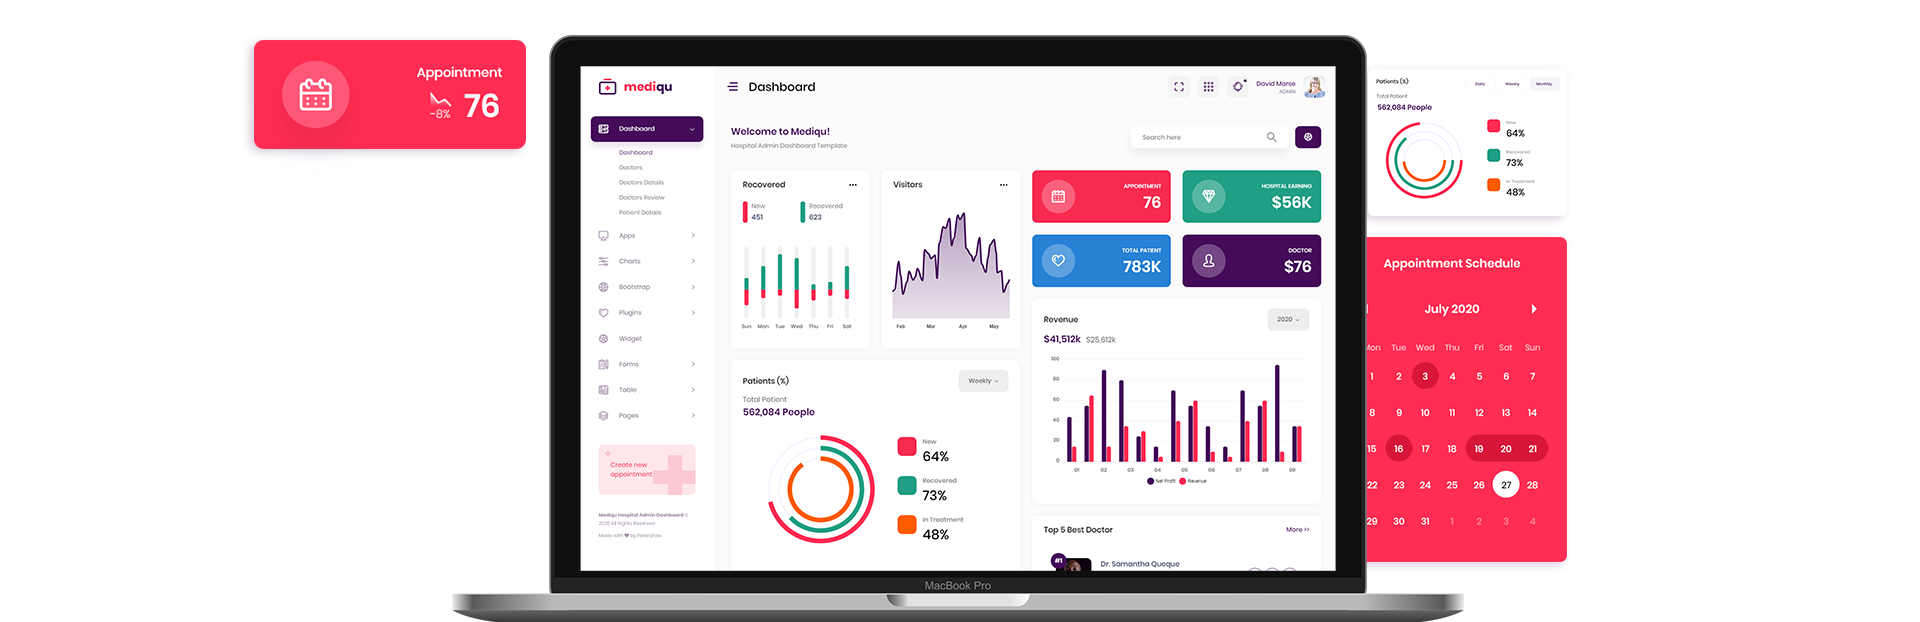 Appointment
-8% 76
mediqu
Dashboard
David Morse
ADMIN
Dashboard
Dashboard
Doctors
Doctors Details
Doctors Review
Patient Details
Apps
Charts
Bootstrap
Plugins
Widget
Forms
Table
Pages
Create new
appointment
Mediqu Hospital Admin Dashboard ©
2020 All Rights Reserved
Made with ♥ by Peterdraw
Welcome to Mediqu!
Hospital Admin Dashboard Template
Search here
Recovered
New
451
Recovered
623
Sun Mon Tue Wed Thu Fri Sat
Visitors
Feb Mar Apr May
APPOINTMENT
76
HOSPITAL EARNING
$56K
TOTAL PATIENT
783K
DOCTOR
$76
Patients (%)
Weekly
Total Patient
562,084 People
New
64%
Recovered
73%
In Treatment
48%
Revenue
2020
$41,512k $25,612k
100
80
60
40
20
0
01 02 03 04 05 06 07 08 09
Net Profit Revenue
Top 5 Best Doctor
More >>
#1
Dr. Samantha Queque
MacBook Pro
Patients (%)
Daily Weekly Monthly
Total Patient
562,084 People
New
64%
Recovered
73%
In Treatment
48%
Appointment Schedule
July 2020
Mon Tue Wed Thu Fri Sat Sun
1 2 3 4 5 6 7
8 9 10 11 12 13 14
15 16 17 18 19 20 21
22 23 24 25 26 27 28
29 30 31 1 2 3 4